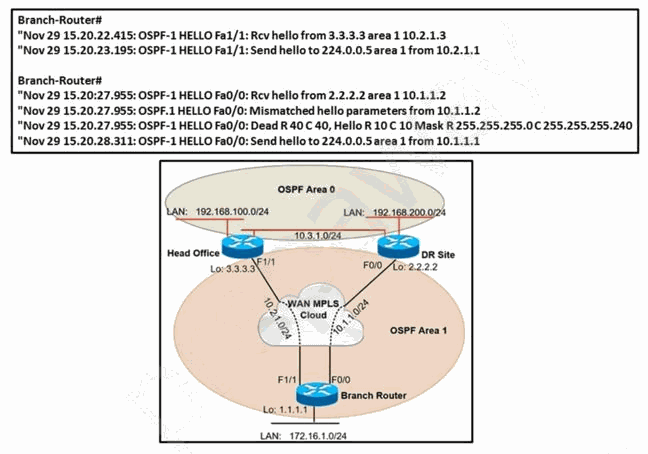 Branch-Router#
"Nov 29 15.20.22.415: OSPF-1 HELLO Fa1/1: Rcv hello from 3.3.3.3 area 1 10.2.1.3
"Nov 29 15.20.23.195: OSPF-1 HELLO Fa1/1: Send hello to 224.0.0.5 area 1 from 10.2.1.1
Branch-Router#
"Nov 29 15.20:27.955: OSPF-1 HELLO Fa0/0: Rcv hello from 2.2.2.2 area 1 10.1.1.2
"Nov 29 15.20:27.955: OSPF.1 HELLO Fa0/0: Mismatched hello parameters from 10.1.1.2
"Nov 29 15.20:27.955: OSPF-1 HELLO Fa0/0: Dead R 40 C 40, Hello R 10 C 10 Mask R 255.255.255.0 C 255.255.255.240
"Nov 29 15.20:28.311: OSPF-1 HELLO Fa0/0: Send hello to 224.0.0.5 area 1 from 10.1.1.1
OSPF Area 0
LAN: 192.168.100.0/24
LAN: 192.168.200.0/24
10.3.1.0/24
Head Office
DR Site
F1/1
F0/0
Lo: 3.3.3.3
Lo: 2.2.2.2
WAN MPLS
Cloud
10.2.1.0/24
10.1.1.0/24
OSPF Area 1
F1/1
F0/0
Branch Router
Lo: 1.1.1.1
LAN: 172.16.1.0/24